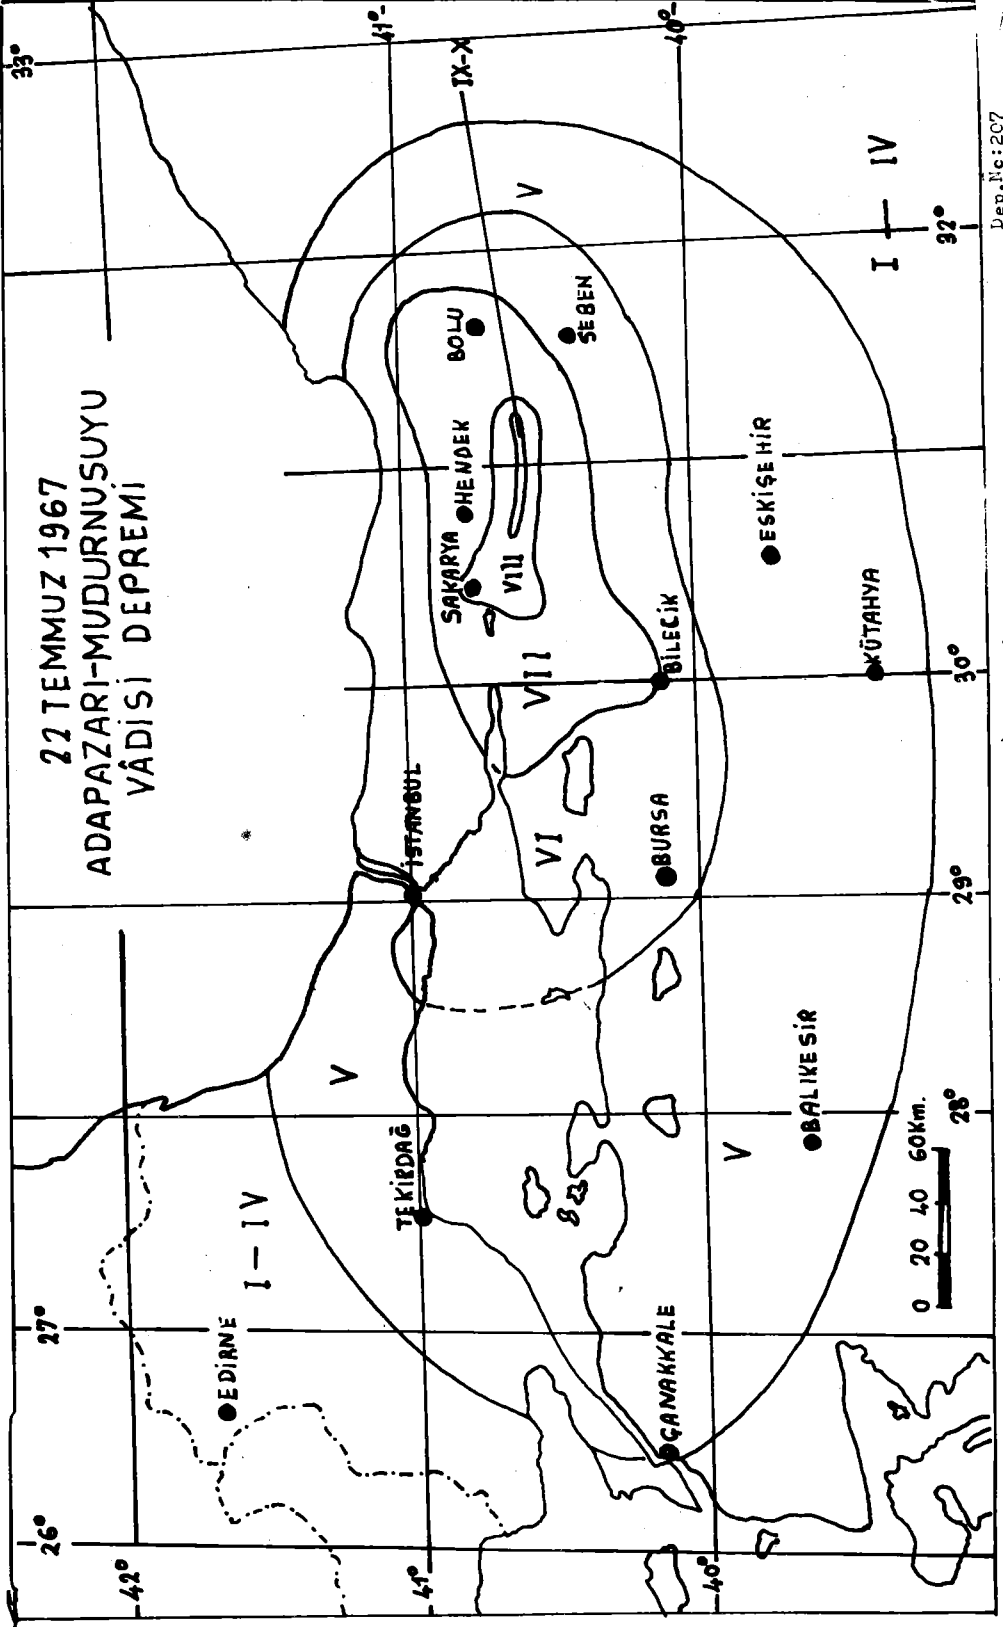 22 TEMMUZ 1967
ADAPAZARI-MUDURNUSUYU
VÂDİSİ DEPREMİ
26°
27°
33°
42°
41°
40°
41°
40°
IX-X
V
I — IV
32°
BOLU
SEBEN
HENDEK
SAKARYA
VIII
VII
ESKİŞEHİR
BİLECİK
KÜTAHYA
30°
İSTANBUL
VI
BURSA
29°
V
TEKİRDAĞ
V
BALIKESİR
28°
I — IV
EDİRNE
ÇANAKKALE
0 20 40 60Km.
Dep.No:207